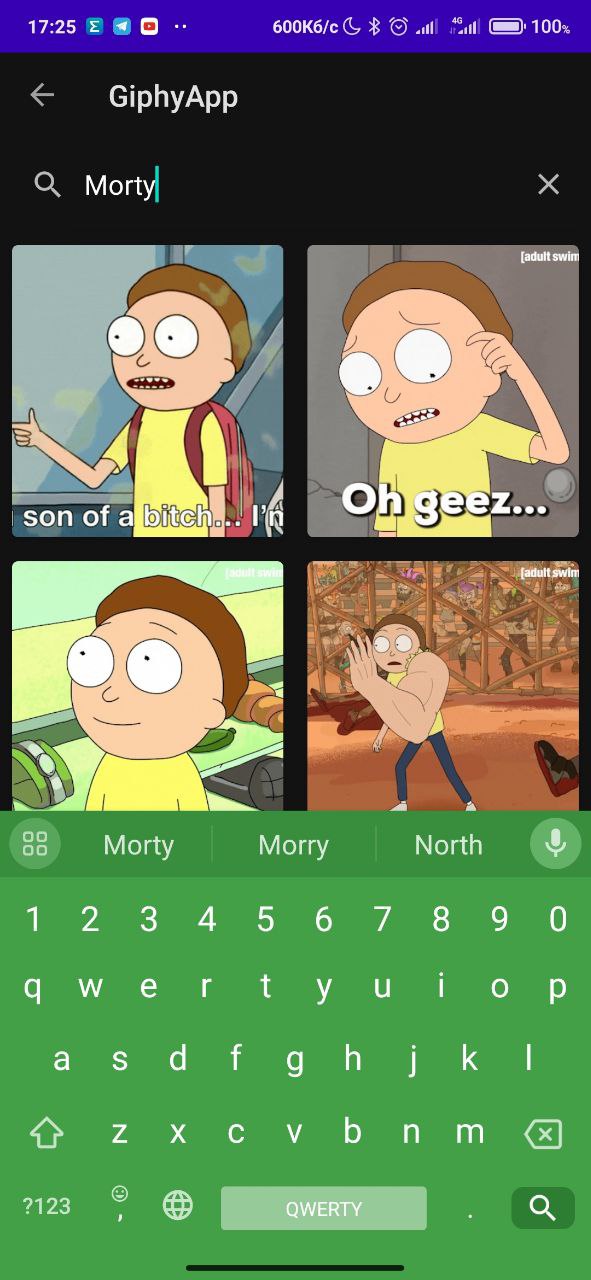 17:25 600Кб/с 4G 100%
GiphyApp
Morty
son of a bitch... I'm
[adult swim
Oh geez...
[adult swim
[adult swim
Morty Morry North
1 2 3 4 5 6 7 8 9 0
q w e r t y u i o p
a s d f g h j k l
z x c v b n m
?123 , QWERTY .